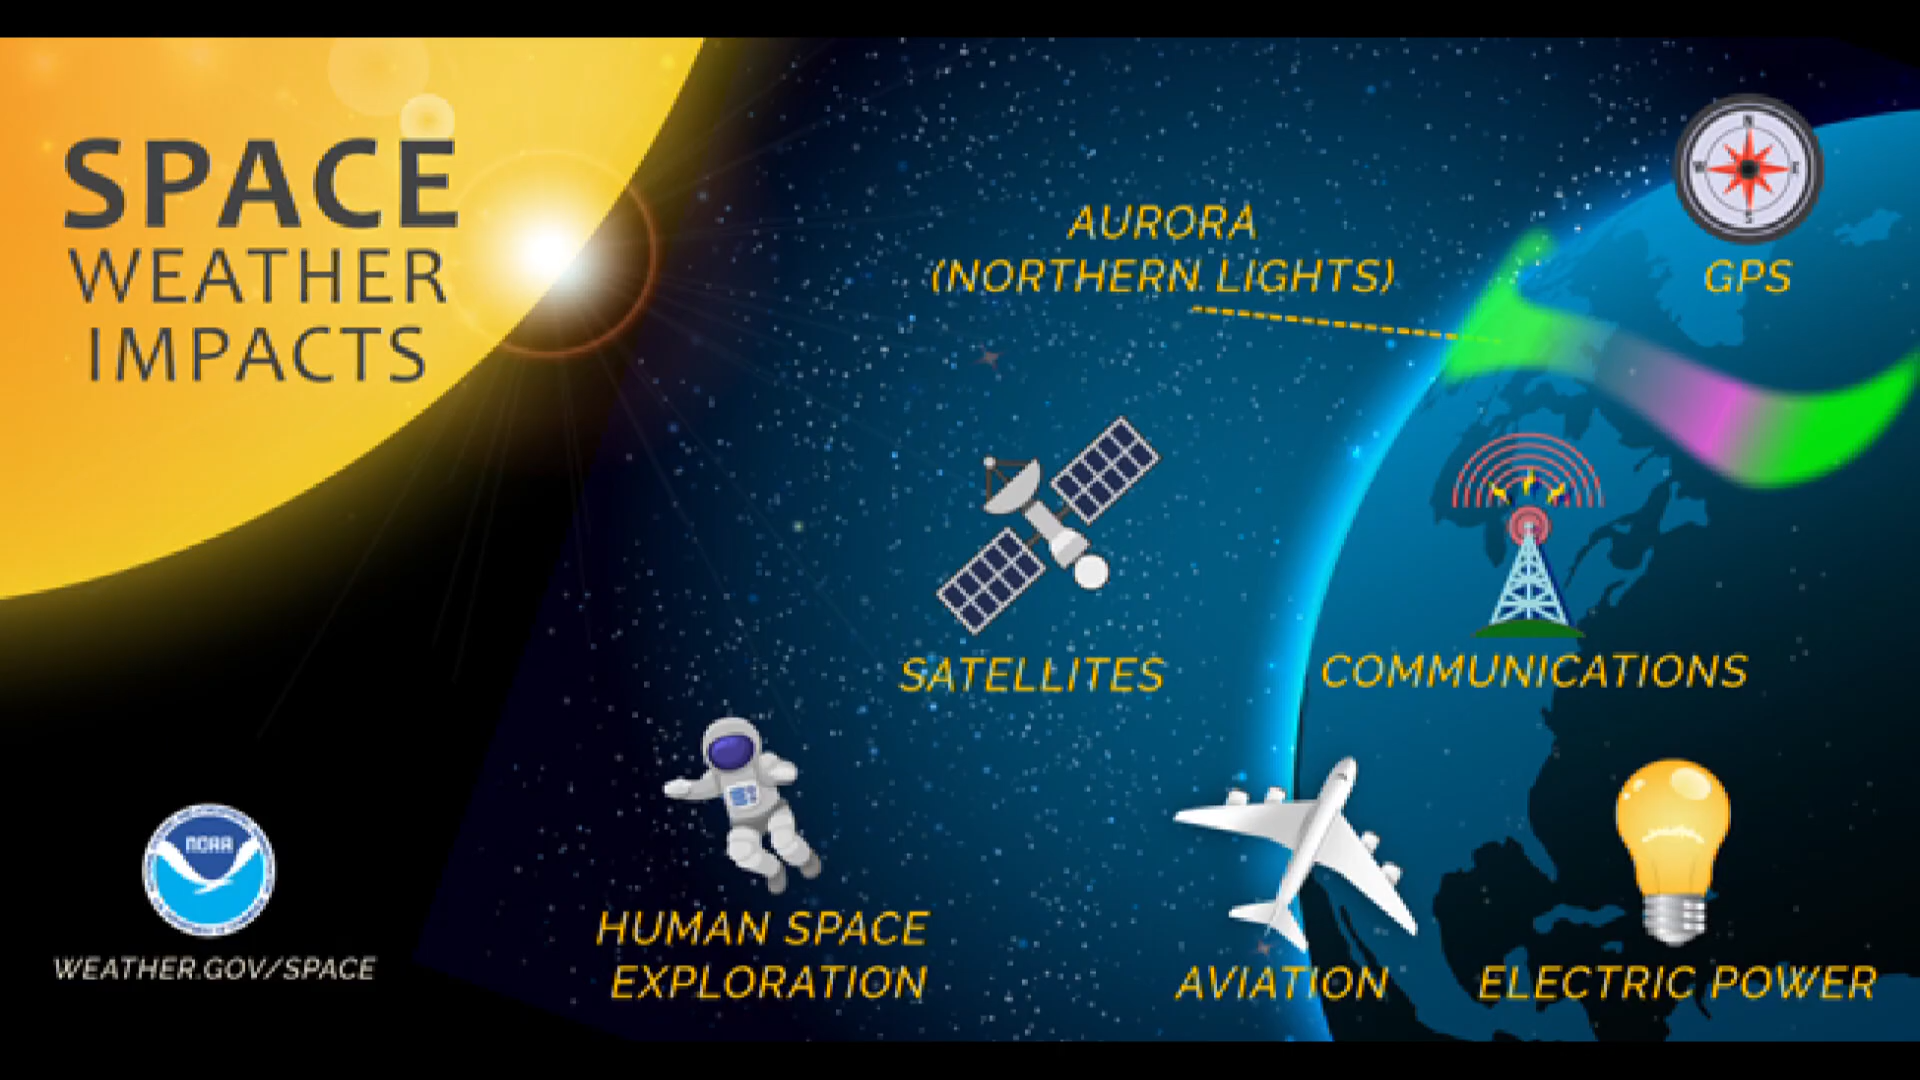 SPACE
WEATHER
IMPACTS
AURORA
(NORTHERN LIGHTS)
N
W
E
S
GPS
SATELLITES
COMMUNICATIONS
HUMAN SPACE
EXPLORATION
AVIATION
ELECTRIC POWER
NOAA
WEATHER.GOV/SPACE